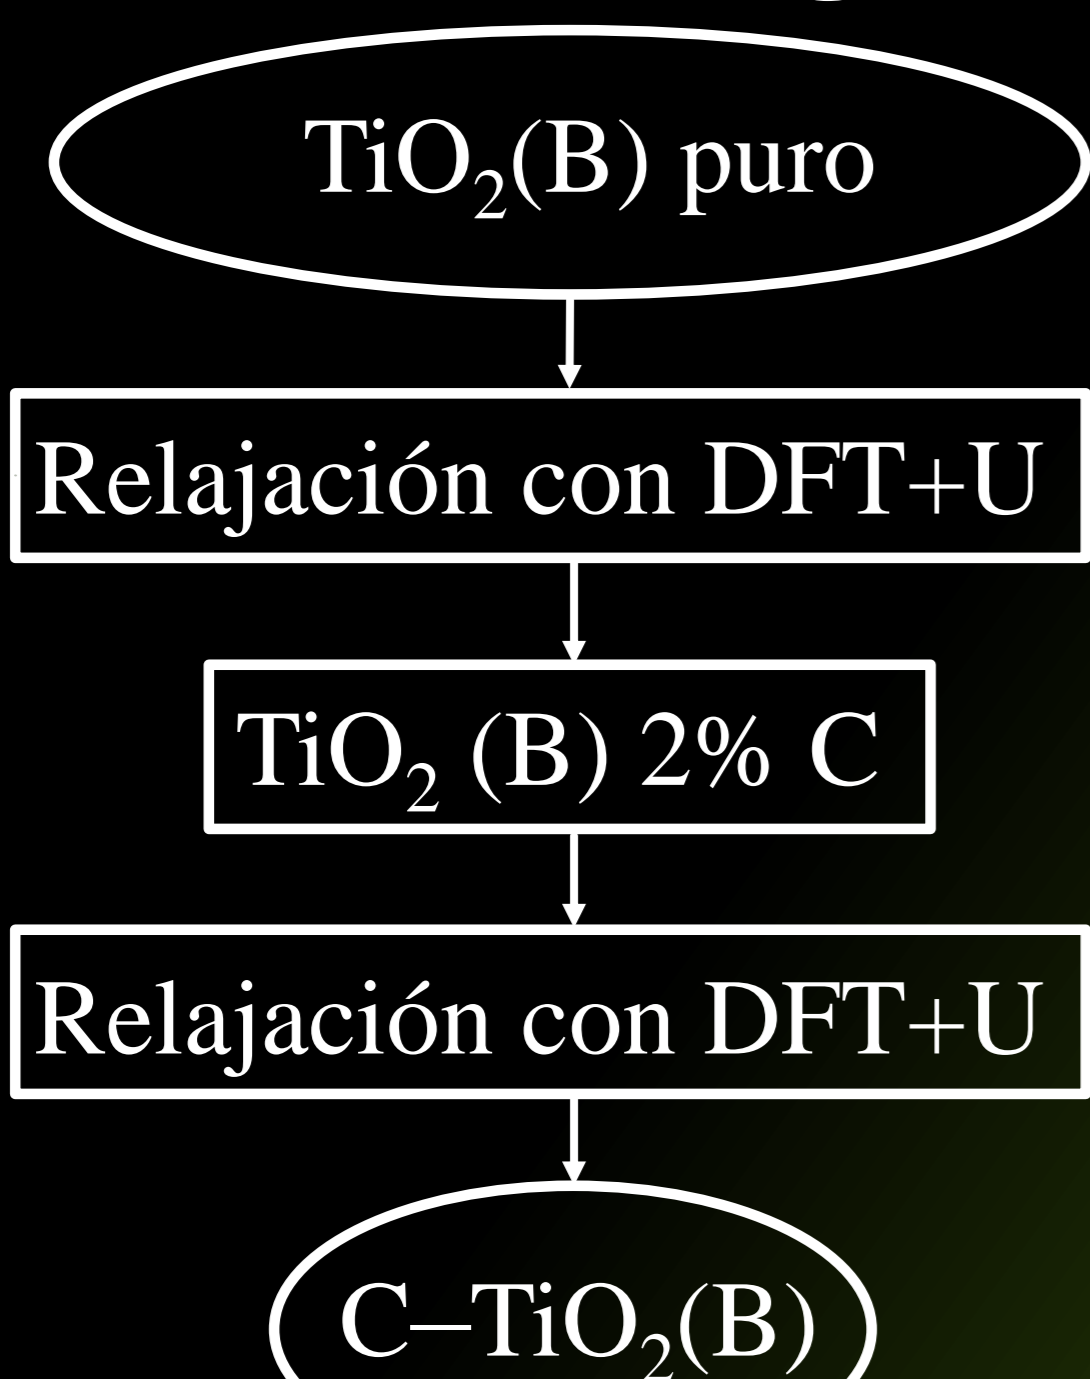 TiO₂(B) puro
Relajación con DFT+U
TiO₂ (B) 2% C
Relajación con DFT+U
C–TiO₂(B)